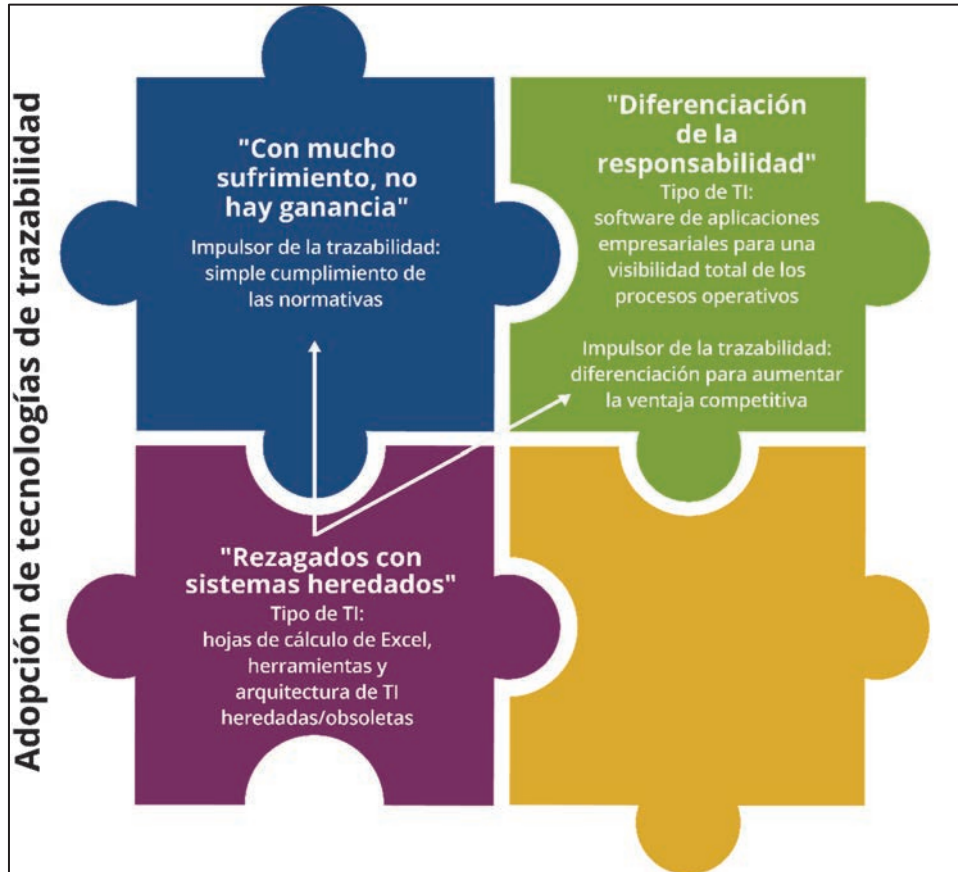 Adopción de tecnologías de trazabilidad
"Con mucho
sufrimiento, no
hay ganancia"
Impulsor de la trazabilidad:
simple cumplimiento de
las normativas
"Diferenciación
de la
responsabilidad"
Tipo de TI:
software de aplicaciones
empresariales para una
visibilidad total de los
procesos operativos
Impulsor de la trazabilidad:
diferenciación para aumentar
la ventaja competitiva
"Rezagados con
sistemas heredados"
Tipo de TI:
hojas de cálculo de Excel,
herramientas y
arquitectura de TI
heredadas/obsoletas